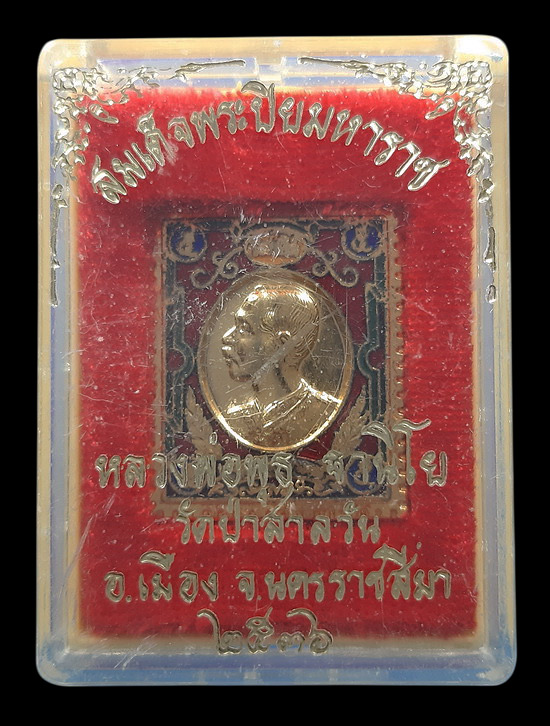 สมเด็จพระปิยมหาราช
หลวงพ่อพุธ ฐานิโย
วัดป่าสาลวัน
อ.เมือง จ.นครราชสีมา
๒๕๓๖